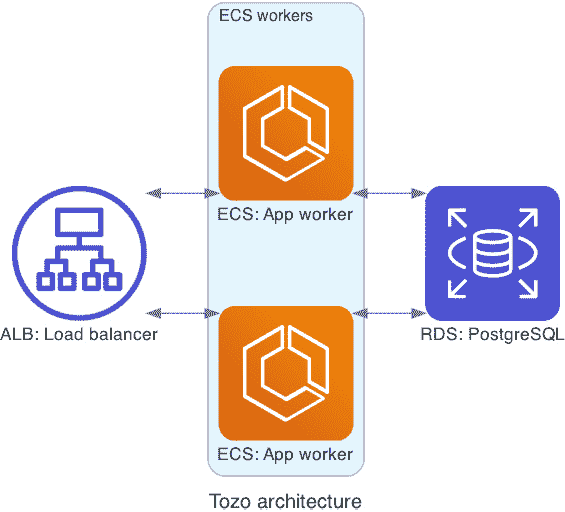 ECS workers
ECS: App worker
ALB: Load balancer
RDS: PostgreSQL
ECS: App worker
Tozo architecture